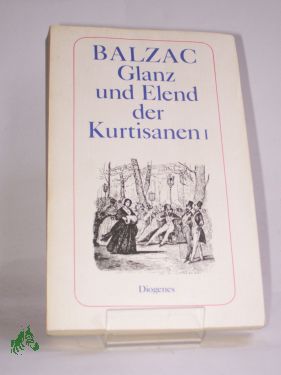 BALZAC
Glanz
und Elend
der
Kurtisanen I
Diogenes